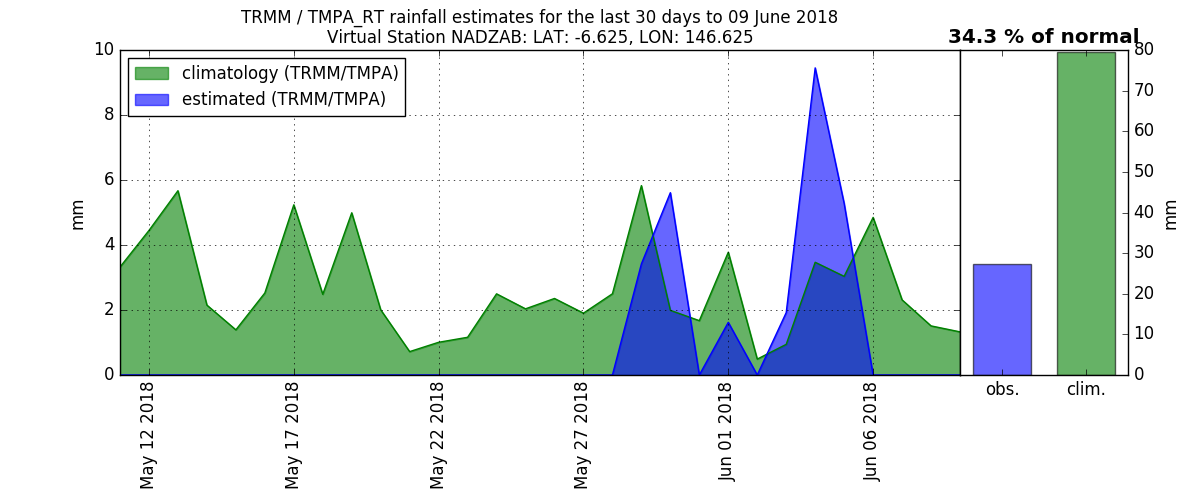 TRMM / TMPA_RT rainfall estimates for the last 30 days to 09 June 2018
Virtual Station NADZAB: LAT: -6.625, LON: 146.625
34.3 % of normal
climatology (TRMM/TMPA)
estimated (TRMM/TMPA)
10
8
6
4
2
0
mm
May 12 2018
May 17 2018
May 22 2018
May 27 2018
Jun 01 2018
Jun 06 2018
obs.
clim.
80
70
60
50
40
30
20
10
0
mm